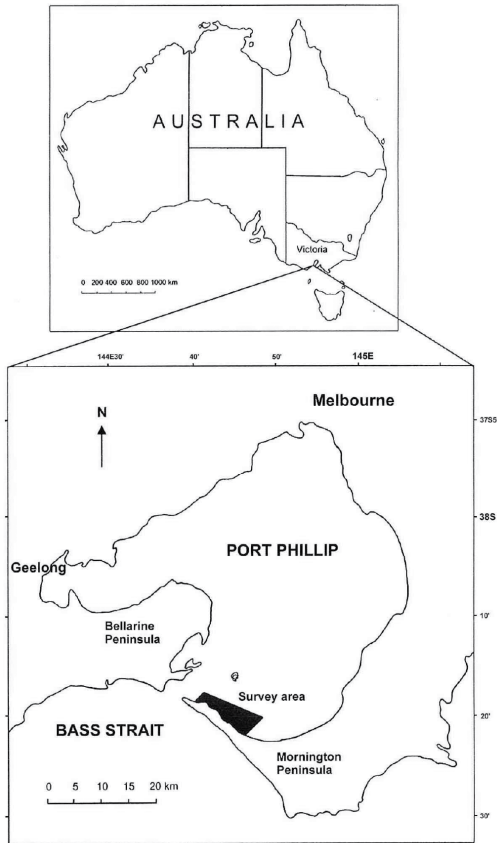 AUSTRALIA
Victoria
0 200 400 600 800 1000 km
144E30' 40' 50' 145E
Melbourne
N
37S5
38S
PORT PHILLIP
Geelong
10'
Bellarine
Peninsula
Survey area
20'
BASS STRAIT
Mornington
Peninsula
0 5 10 15 20 km
30'